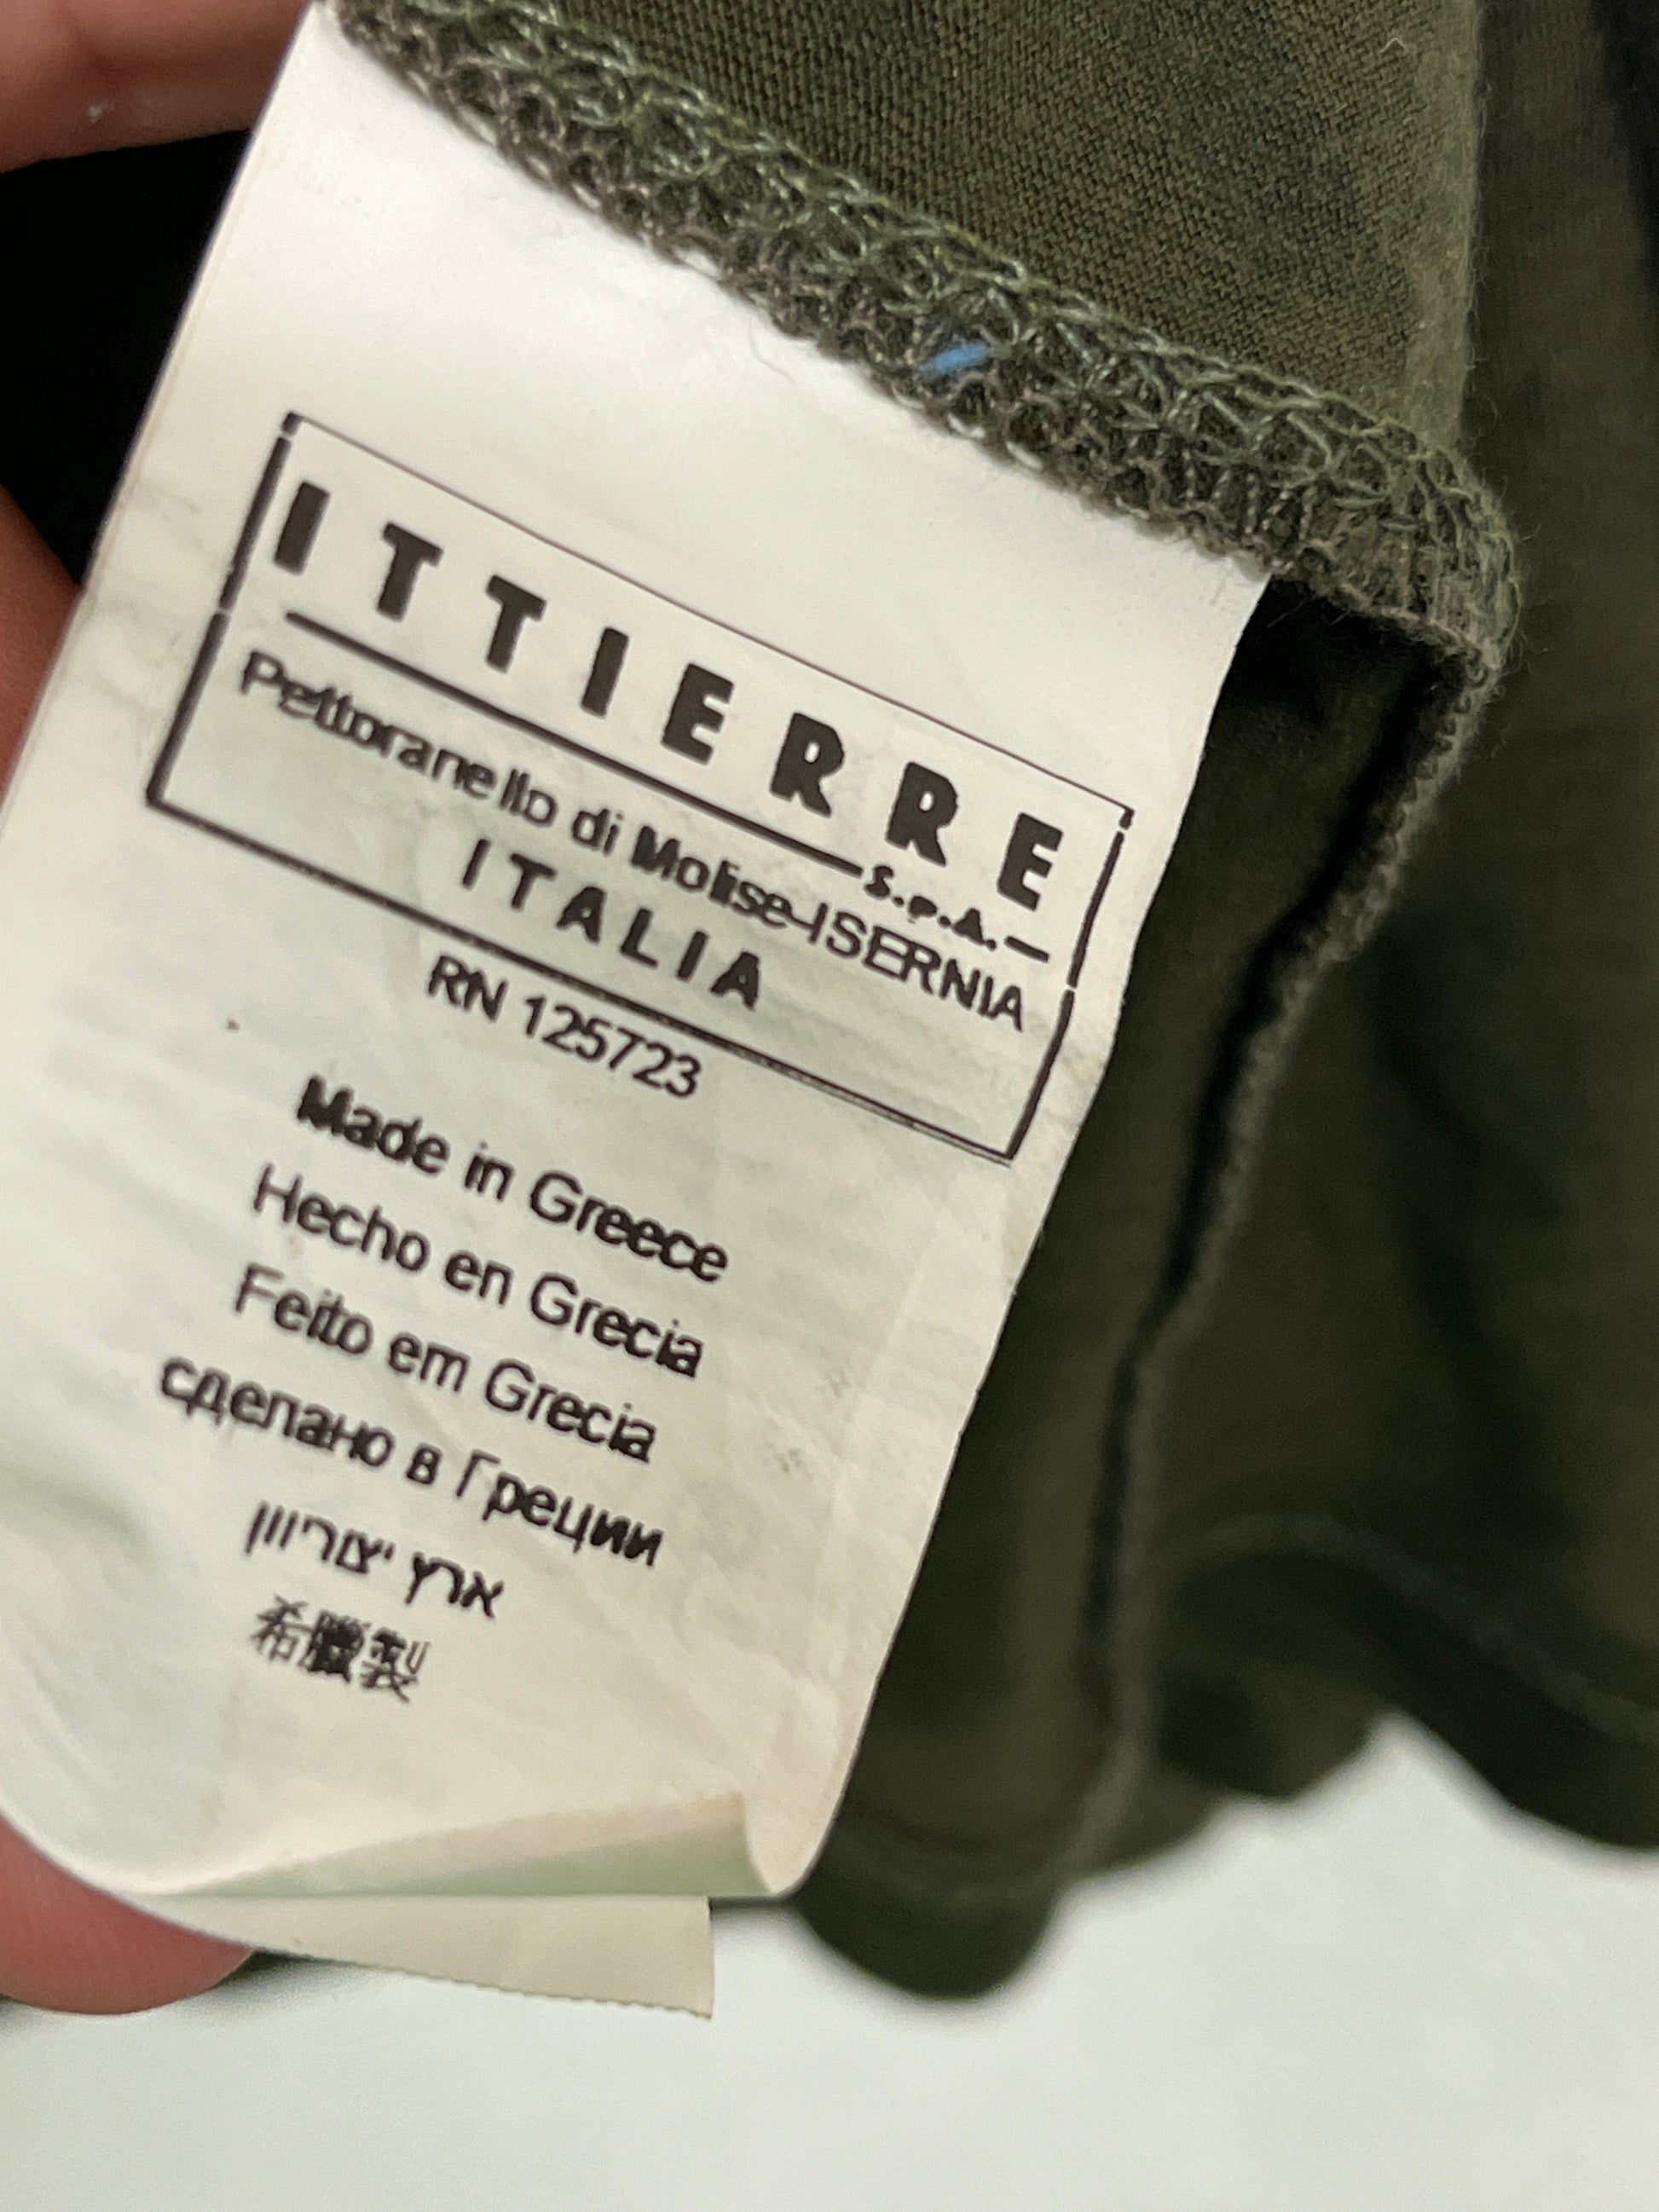 ITTIERRE
S.p.A.
Pettoranello di Molise-ISERNIA
ITALIA
RN 125723
Made in Greece
Hecho en Grecia
Feito em Grecia
сделано в Греции
ארץ יצוריוון
希臘製